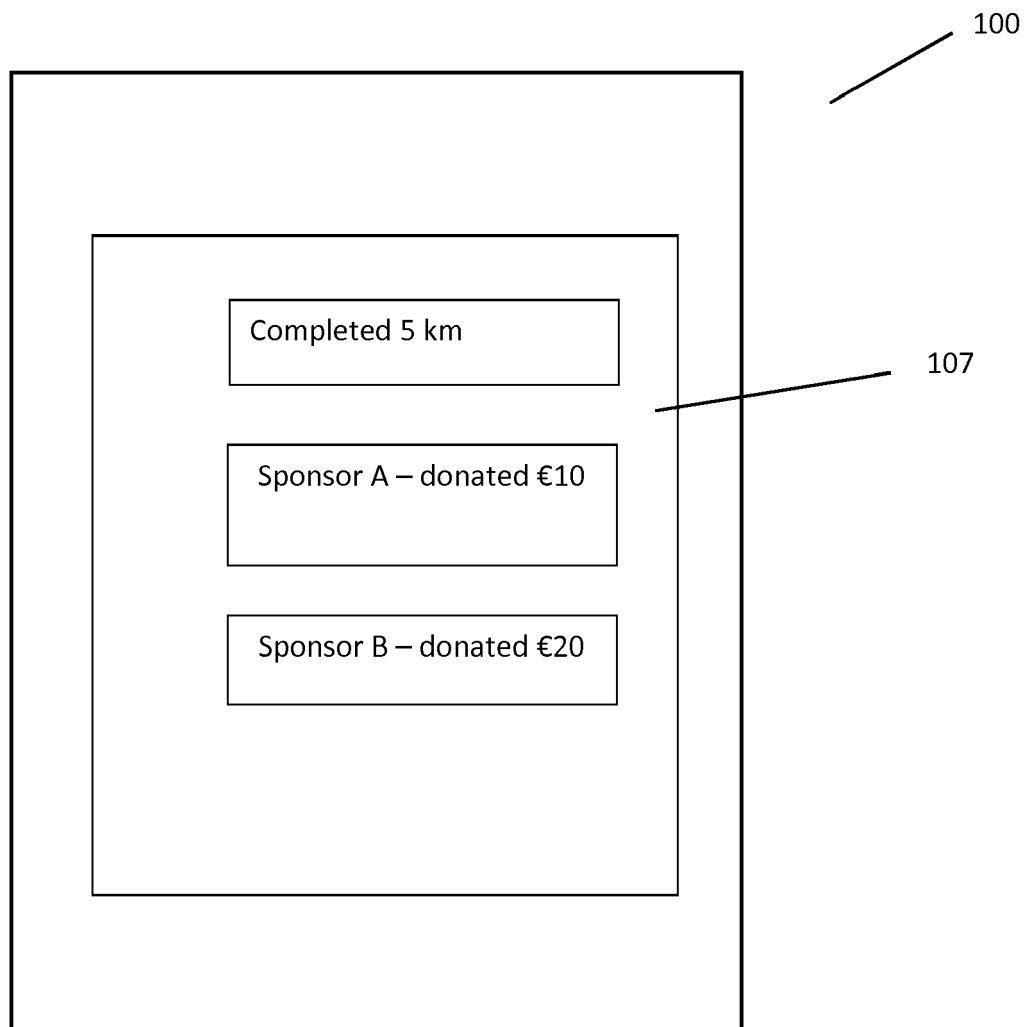 100
Completed 5 km
107
Sponsor A – donated €10
Sponsor B – donated €20